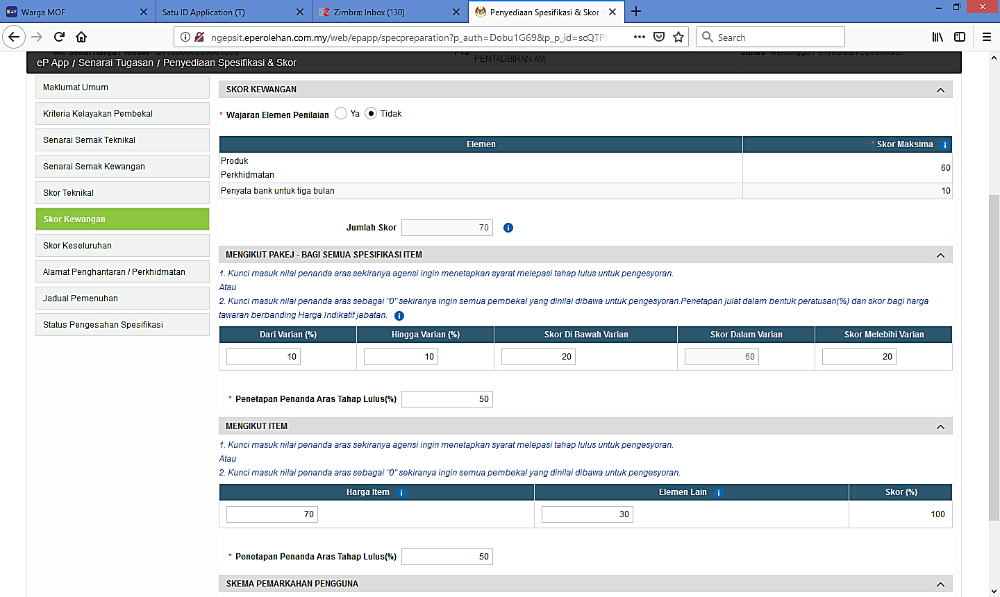 Warga MOF
Satu ID Application (T)
Zimbra: Inbox (130)
Penyediaan Spesifikasi & Skor -
ngepsit.eperolehan.com.my/web/epapp/specpreparation?p_auth=Dobu1G69&p_p_id=scQTP
Search
PENTADBIRAN AM
eP App / Senarai Tugasan / Penyediaan Spesifikasi & Skor
Maklumat Umum
Kriteria Kelayakan Pembekal
Senarai Semak Teknikal
Senarai Semak Kewangan
Skor Teknikal
Skor Kewangan
Skor Keseluruhan
Alamat Penghantaran / Perkhidmatan
Jadual Pemenuhan
Status Pengesahan Spesifikasi
SKOR KEWANGAN
* Wajaran Elemen Penilaian Ya Tidak
Elemen * Skor Maksima
Produk
Perkhidmatan 60
Penyata bank untuk tiga bulan 10
Jumlah Skor 70
MENGIKUT PAKEJ - BAGI SEMUA SPESIFIKASI ITEM
1. Kunci masuk nilai penanda aras sekiranya agensi ingin menetapkan syarat melepasi tahap lulus untuk pengesyoran.
Atau
2. Kunci masuk nilai penanda aras sebagai "0" sekiranya ingin semua pembekal yang dinilai dibawa untuk pengesyoran.Penetapan julat dalam bentuk peratusan(%) dan skor bagi harga
tawaran berbanding Harga Indikatif jabatan.
Dari Varian (%) Hingga Varian (%) Skor Di Bawah Varian Skor Dalam Varian Skor Melebihi Varian
10 10 20 60 20
* Penetapan Penanda Aras Tahap Lulus(%) 50
MENGIKUT ITEM
1. Kunci masuk nilai penanda aras sekiranya agensi ingin menetapkan syarat melepasi tahap lulus untuk pengesyoran.
Atau
2. Kunci masuk nilai penanda aras sebagai "0" sekiranya ingin semua pembekal yang dinilai dibawa untuk pengesyoran.
Harga Item Elemen Lain Skor (%)
70 30 100
* Penetapan Penanda Aras Tahap Lulus(%) 50
SKEMA PEMARKAHAN PENGGUNA